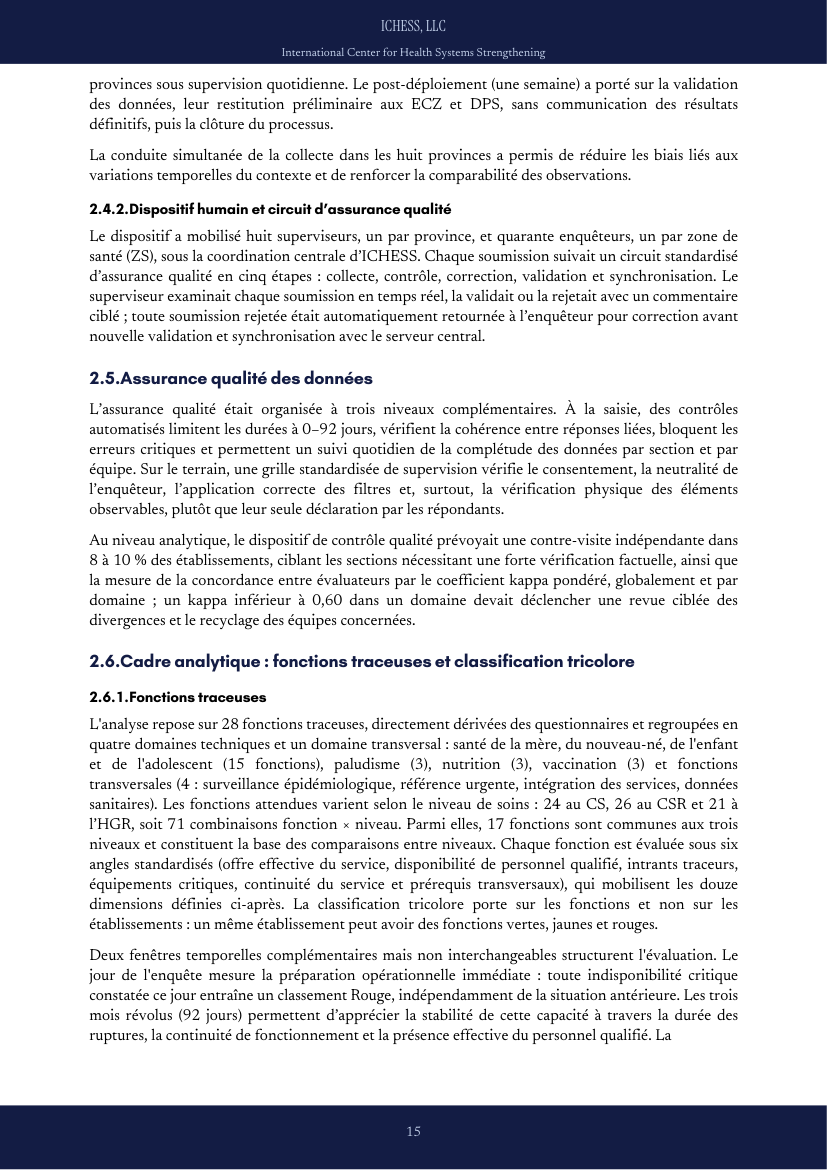 ICHESS, LLC
International Center for Health Systems Strengthening
provinces sous supervision quotidienne. Le post-déploiement (une semaine) a porté sur la validation
des données, leur restitution préliminaire aux ECZ et DPS, sans communication des résultats
définitifs, puis la clôture du processus.
La conduite simultanée de la collecte dans les huit provinces a permis de réduire les biais liés aux
variations temporelles du contexte et de renforcer la comparabilité des observations.
2.4.2.Dispositif humain et circuit d’assurance qualité
Le dispositif a mobilisé huit superviseurs, un par province, et quarante enquêteurs, un par zone de
santé (ZS), sous la coordination centrale d’ICHESS. Chaque soumission suivait un circuit standardisé
d’assurance qualité en cinq étapes : collecte, contrôle, correction, validation et synchronisation. Le
superviseur examinait chaque soumission en temps réel, la validait ou la rejetait avec un commentaire
ciblé ; toute soumission rejetée était automatiquement retournée à l’enquêteur pour correction avant
nouvelle validation et synchronisation avec le serveur central.
2.5.Assurance qualité des données
L’assurance qualité était organisée à trois niveaux complémentaires. À la saisie, des contrôles
automatisés limitent les durées à 0–92 jours, vérifient la cohérence entre réponses liées, bloquent les
erreurs critiques et permettent un suivi quotidien de la complétude des données par section et par
équipe. Sur le terrain, une grille standardisée de supervision vérifie le consentement, la neutralité de
l’enquêteur, l’application correcte des filtres et, surtout, la vérification physique des éléments
observables, plutôt que leur seule déclaration par les répondants.
Au niveau analytique, le dispositif de contrôle qualité prévoyait une contre-visite indépendante dans
8 à 10 % des établissements, ciblant les sections nécessitant une forte vérification factuelle, ainsi que
la mesure de la concordance entre évaluateurs par le coefficient kappa pondéré, globalement et par
domaine ; un kappa inférieur à 0,60 dans un domaine devait déclencher une revue ciblée des
divergences et le recyclage des équipes concernées.
2.6.Cadre analytique : fonctions traceuses et classification tricolore
2.6.1.Fonctions traceuses
L'analyse repose sur 28 fonctions traceuses, directement dérivées des questionnaires et regroupées en
quatre domaines techniques et un domaine transversal : santé de la mère, du nouveau-né, de l'enfant
et de l'adolescent (15 fonctions), paludisme (3), nutrition (3), vaccination (3) et fonctions
transversales (4 : surveillance épidémiologique, référence urgente, intégration des services, données
sanitaires). Les fonctions attendues varient selon le niveau de soins : 24 au CS, 26 au CSR et 21 à
l’HGR, soit 71 combinaisons fonction × niveau. Parmi elles, 17 fonctions sont communes aux trois
niveaux et constituent la base des comparaisons entre niveaux. Chaque fonction est évaluée sous six
angles standardisés (offre effective du service, disponibilité de personnel qualifié, intrants traceurs,
équipements critiques, continuité du service et prérequis transversaux), qui mobilisent les douze
dimensions définies ci-après. La classification tricolore porte sur les fonctions et non sur les
établissements : un même établissement peut avoir des fonctions vertes, jaunes et rouges.
Deux fenêtres temporelles complémentaires mais non interchangeables structurent l'évaluation. Le
jour de l'enquête mesure la préparation opérationnelle immédiate : toute indisponibilité critique
constatée ce jour entraîne un classement Rouge, indépendamment de la situation antérieure. Les trois
mois révolus (92 jours) permettent d’apprécier la stabilité de cette capacité à travers la durée des
ruptures, la continuité de fonctionnement et la présence effective du personnel qualifié. La
15